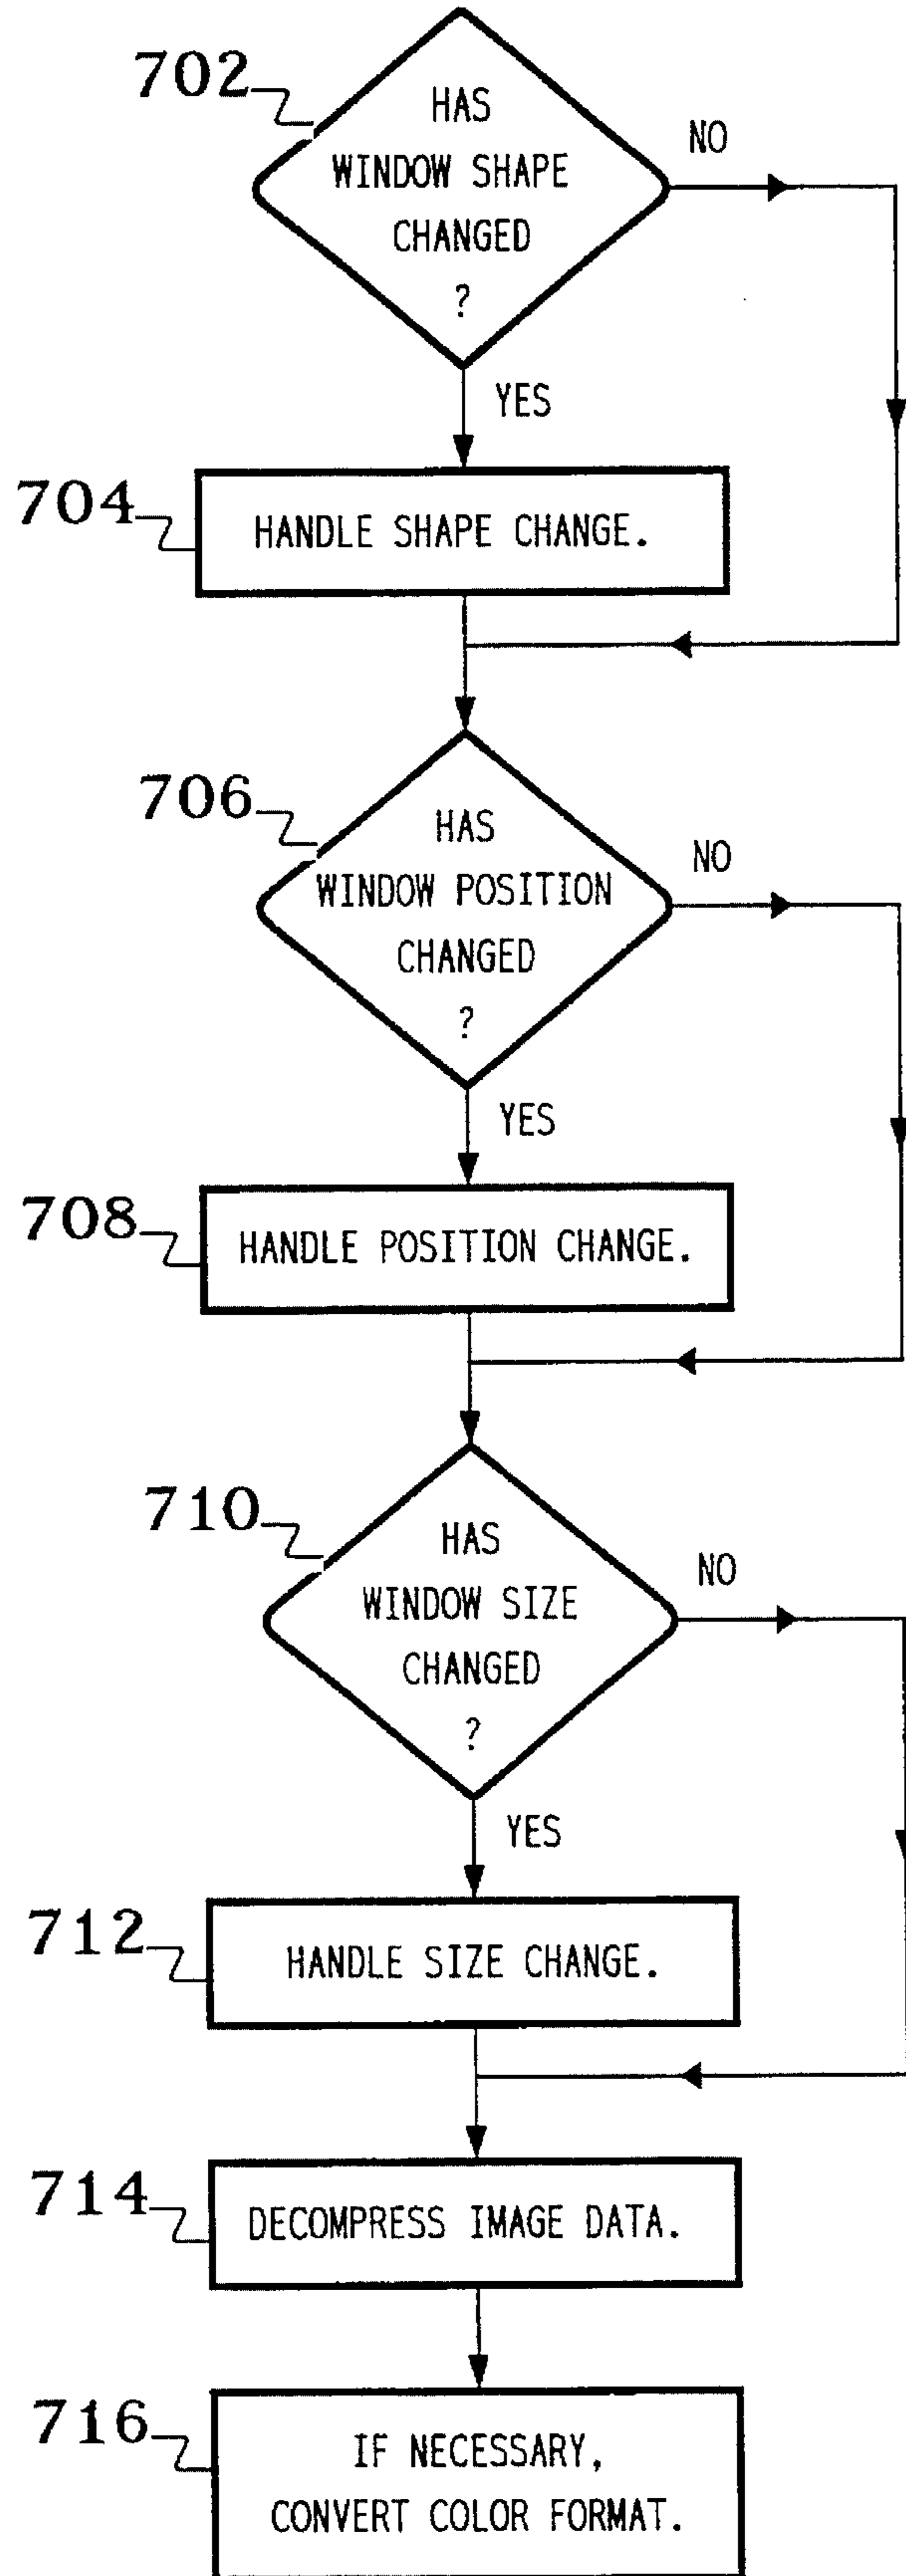 702
HAS
WINDOW SHAPE
CHANGED
?
NO
YES
704
HANDLE SHAPE CHANGE.
706
HAS
WINDOW POSITION
CHANGED
?
NO
YES
708
HANDLE POSITION CHANGE.
710
HAS
WINDOW SIZE
CHANGED
?
NO
YES
712
HANDLE SIZE CHANGE.
714
DECOMPRESS IMAGE DATA.
716
IF NECESSARY,
CONVERT COLOR FORMAT.